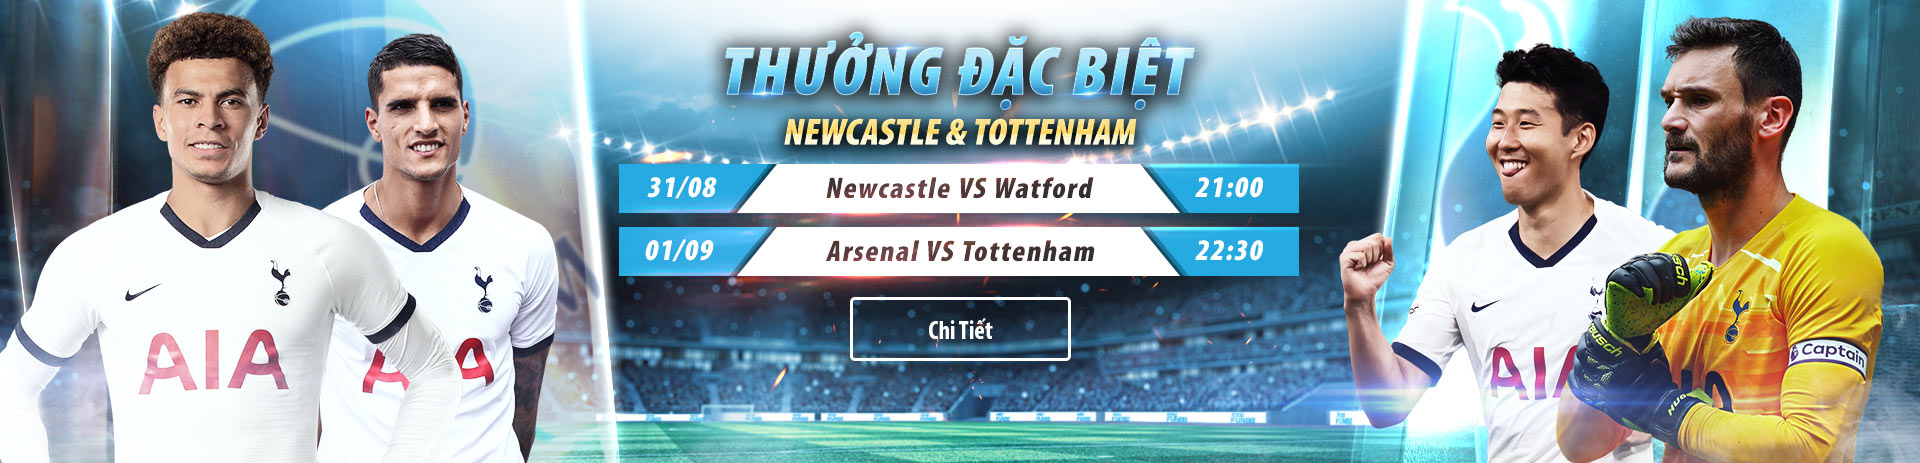 THƯỞNG ĐẶC BIỆT
NEWCASTLE & TOTTENHAM
31/08 Newcastle VS Watford 21:00
01/09 Arsenal VS Tottenham 22:30
Chi Tiết
AIA
AIA
AIA
Captain